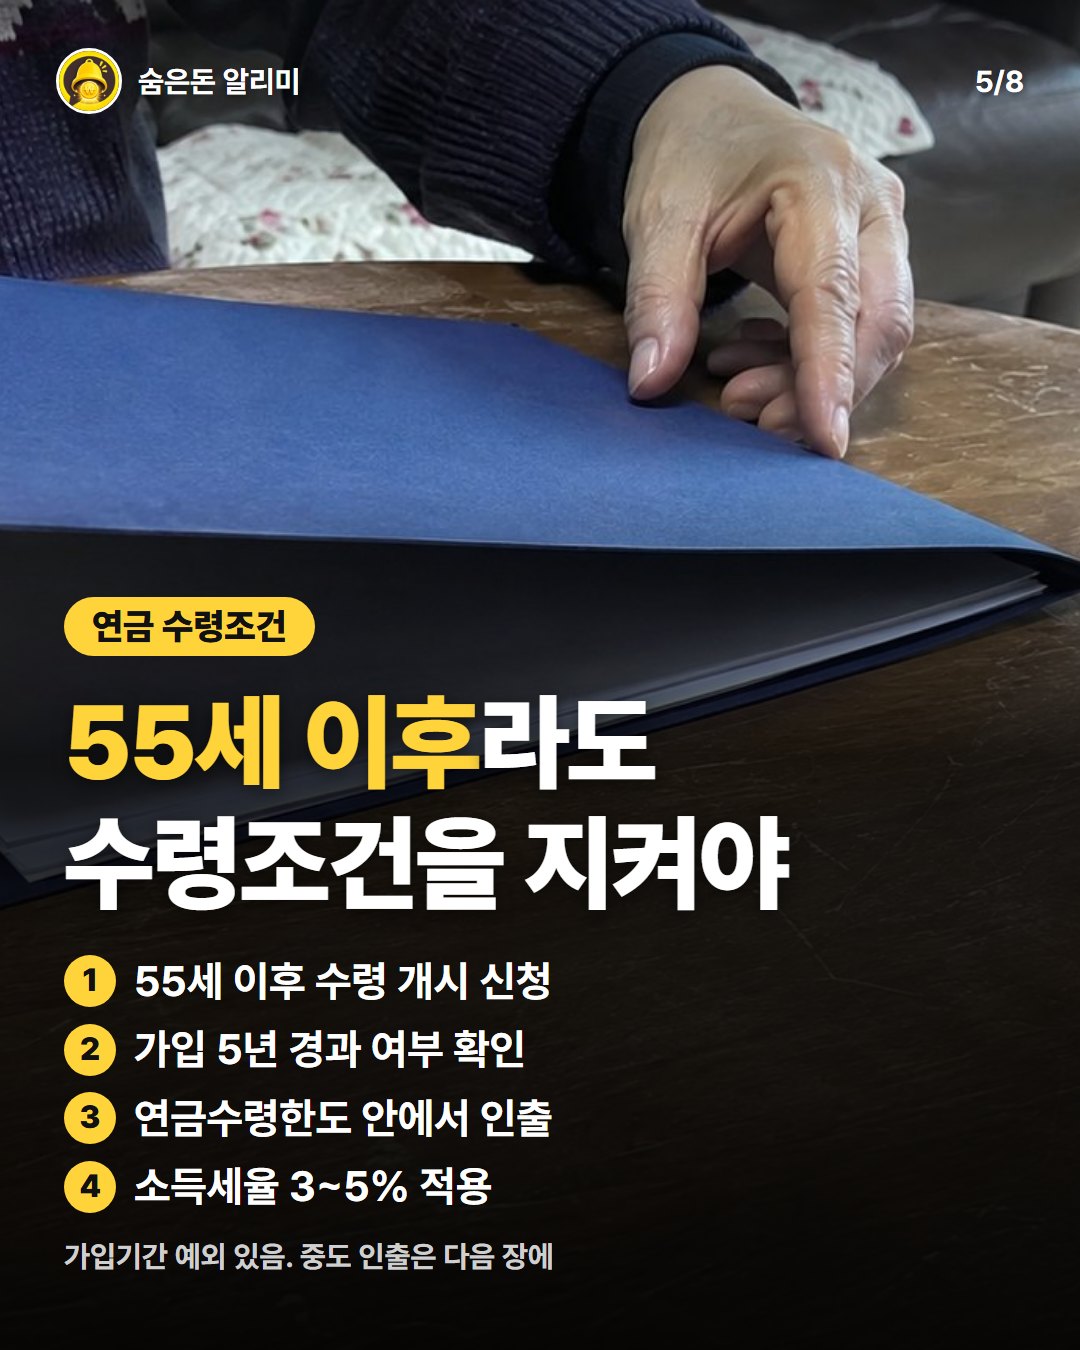 숨은돈 알리미
5/8
연금 수령조건
55세 이후라도
수령조건을 지켜야
1 55세 이후 수령 개시 신청
2 가입 5년 경과 여부 확인
3 연금수령한도 안에서 인출
4 소득세율 3~5% 적용
가입기간 예외 있음. 중도 인출은 다음 장에